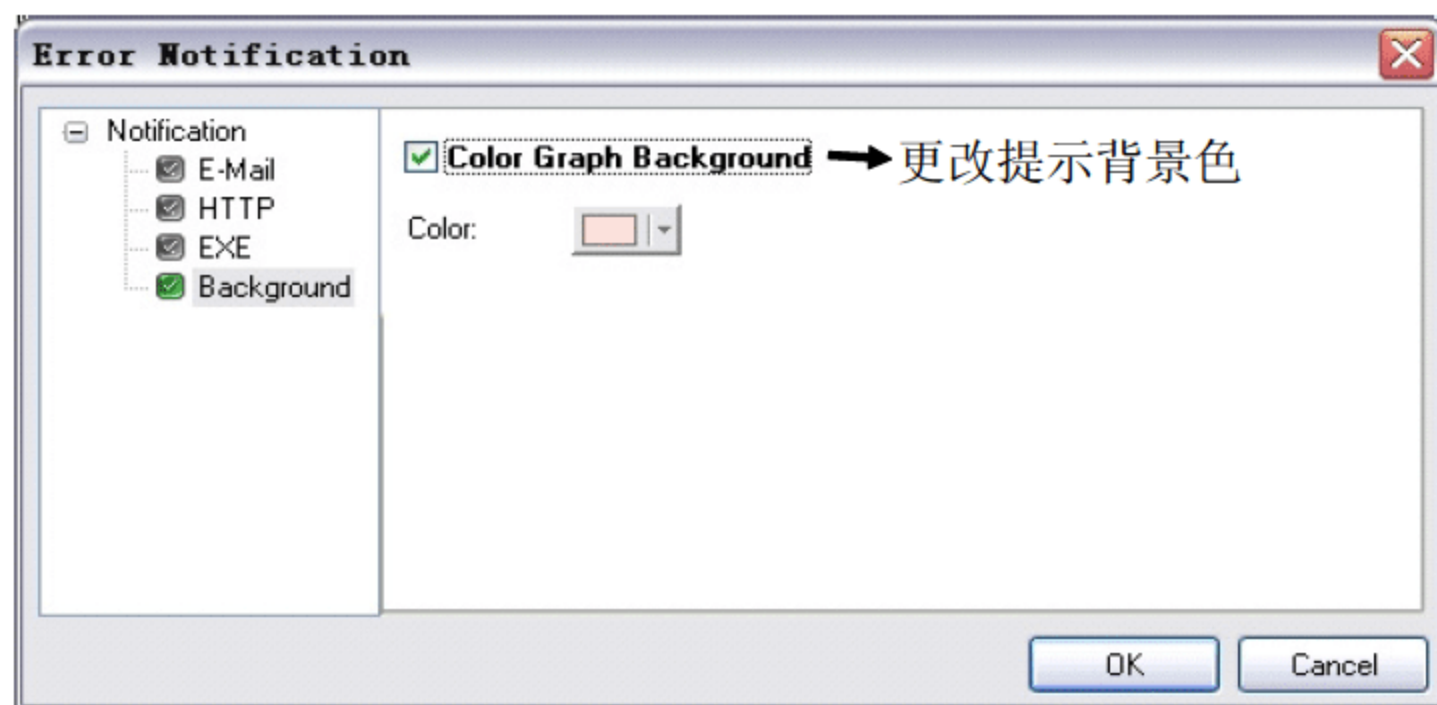 Error Notification
Notification
E-Mail
HTTP
EXE
Background
Color Graph Background 更改提示背景色
Color:
OK Cancel